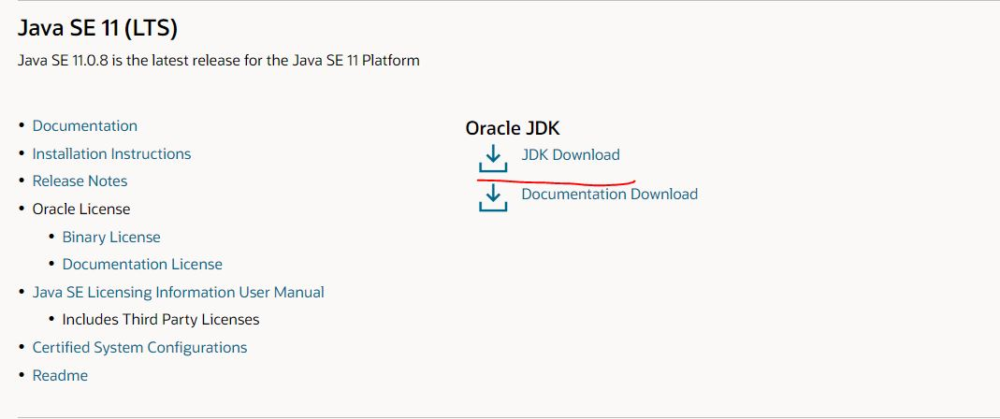 Java SE 11 (LTS)
Java SE 11.0.8 is the latest release for the Java SE 11 Platform
• Documentation
• Installation Instructions
• Release Notes
• Oracle License
• Binary License
• Documentation License
• Java SE Licensing Information User Manual
• Includes Third Party Licenses
• Certified System Configurations
• Readme
Oracle JDK
JDK Download
Documentation Download